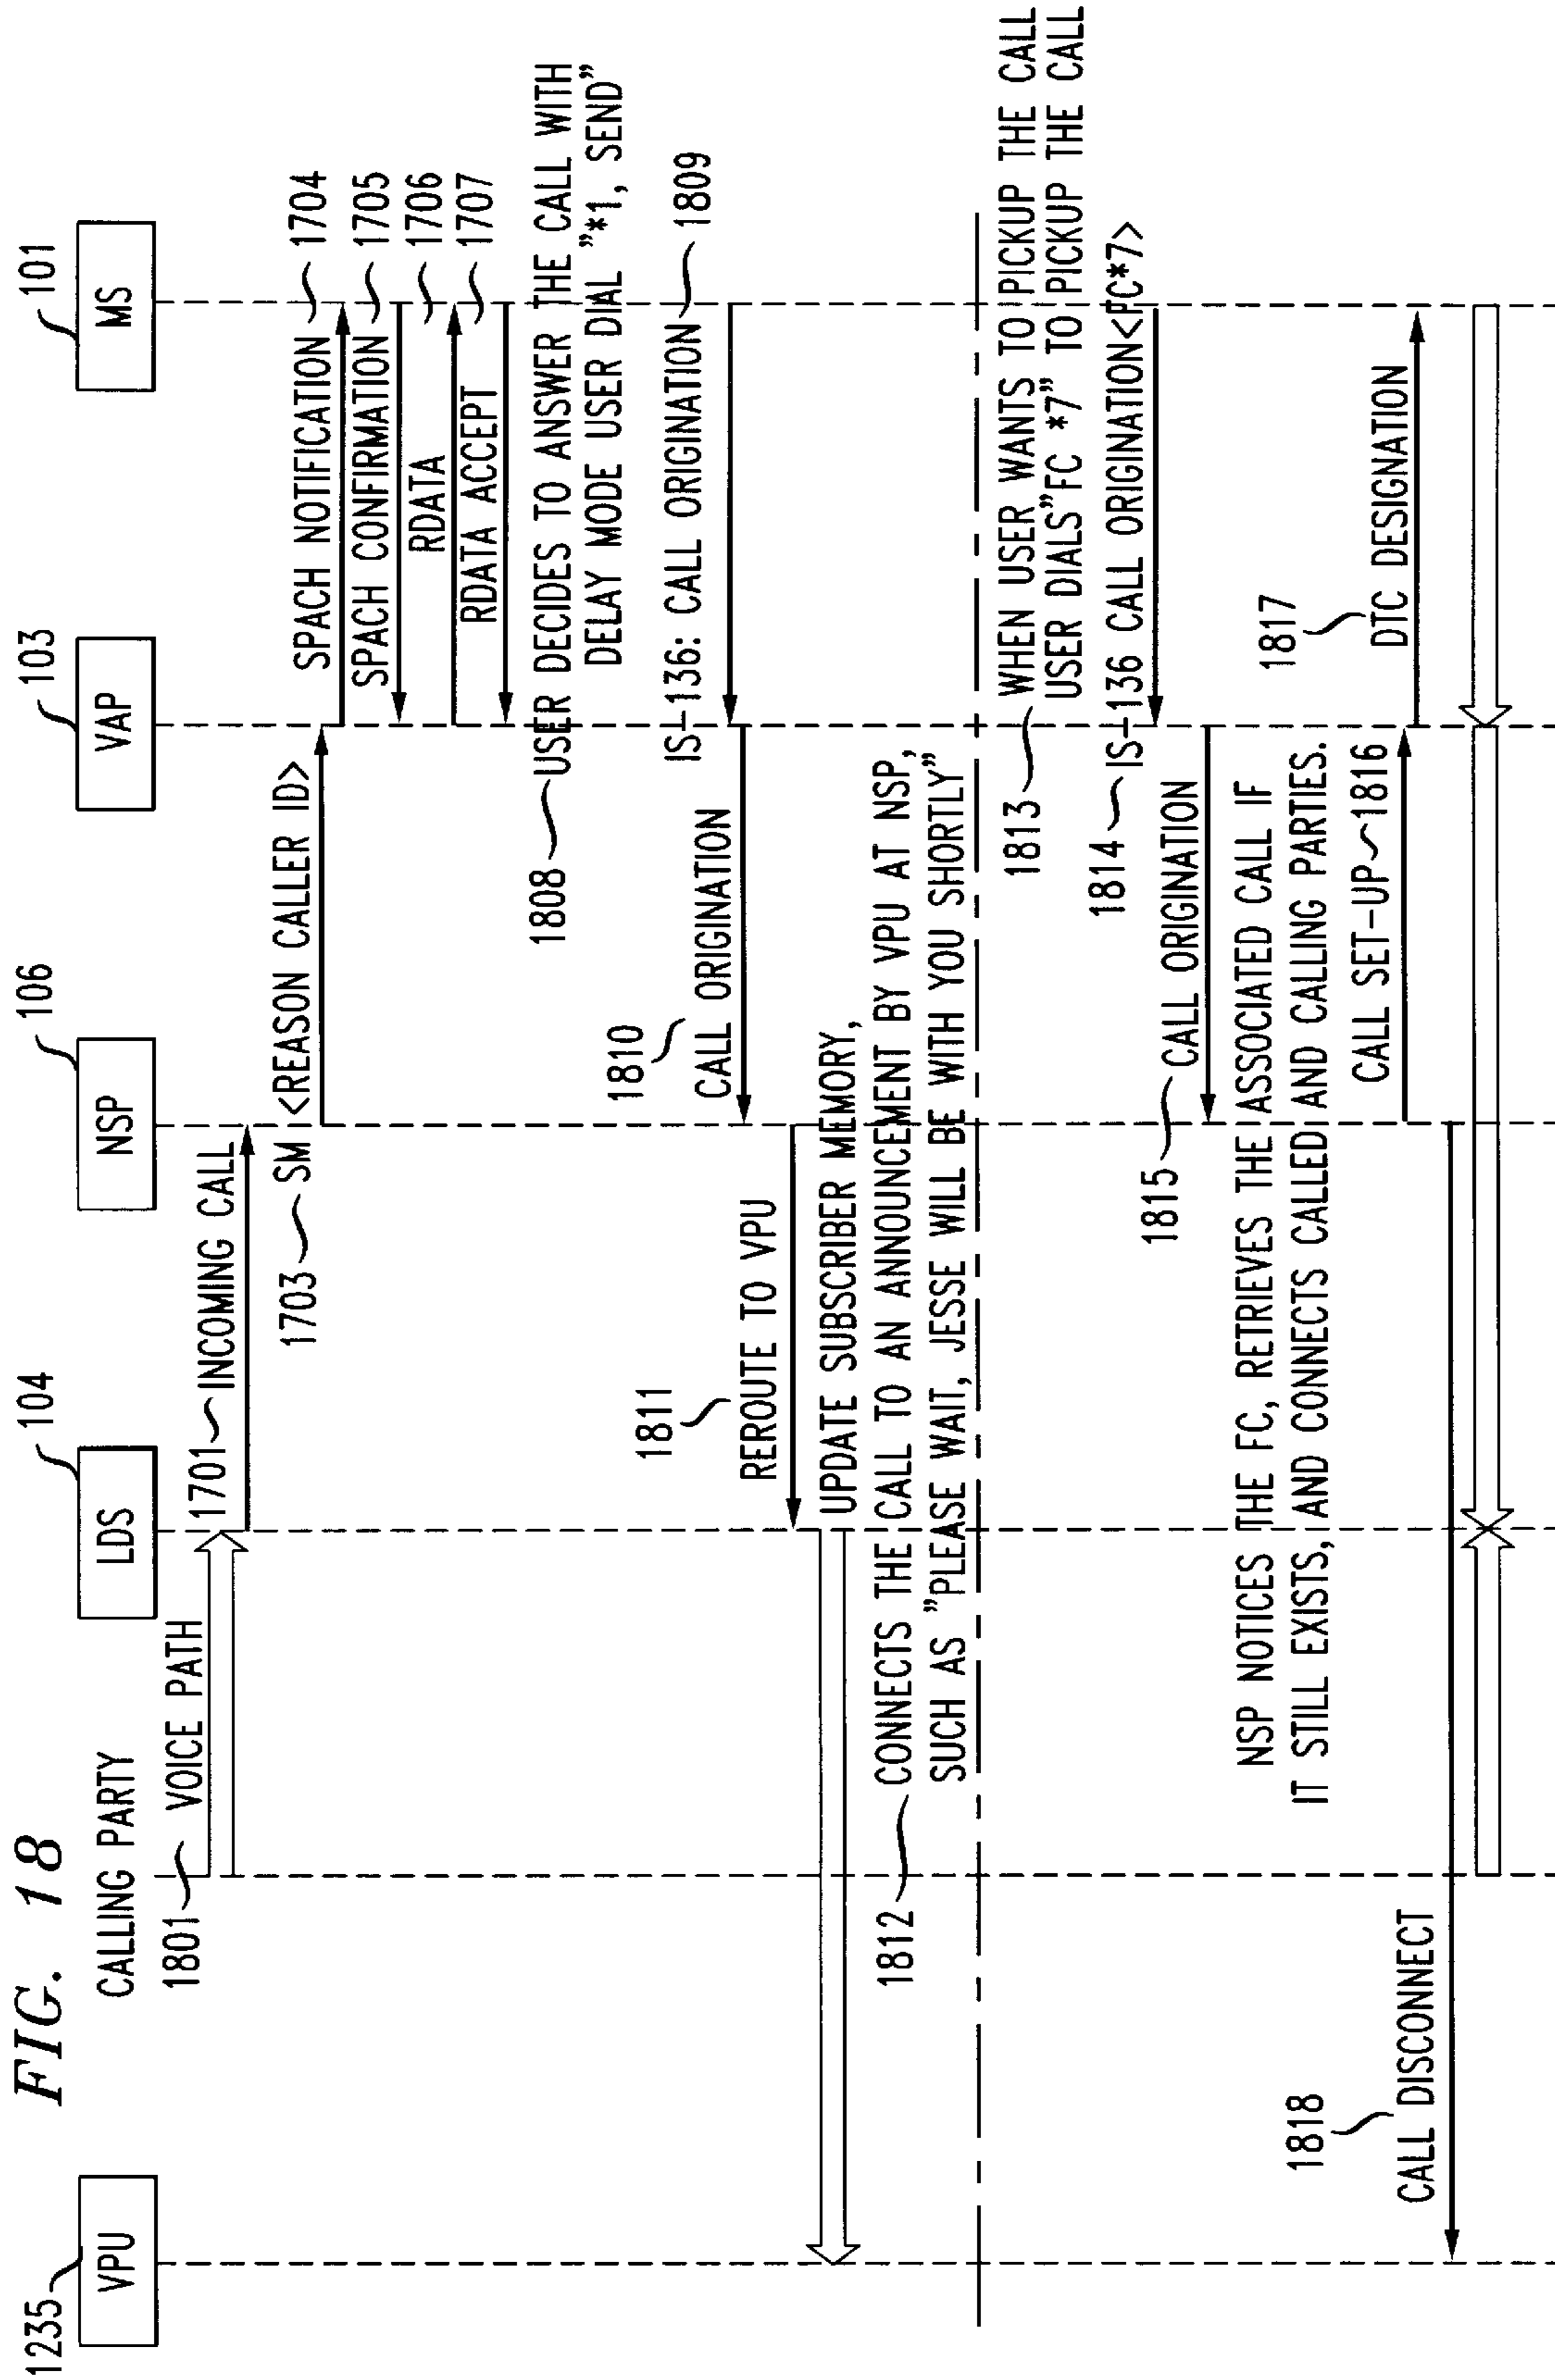 FIG. 18
1235 VPU
CALLING PARTY
104 LDS
106 NSP
103 VAP
101 MS
1801 VOICE PATH
1701 INCOMING CALL
1703 SM <REASON CALLER ID>
SPACH NOTIFICATION 1704
SPACH CONFIRMATION 1705
RDATA 1706
RDATA ACCEPT 1707
1808 USER DECIDES TO ANSWER THE CALL WITH
DELAY MODE USER DIAL "*1, SEND"
IS-136: CALL ORIGINATION 1809
1810
CALL ORIGINATION
1811
REROUTE TO VPU
UPDATE SUBSCRIBER MEMORY,
1812 CONNECTS THE CALL TO AN ANNOUNCEMENT BY VPU AT NSP,
SUCH AS "PLEASE WAIT, JESSE WILL BE WITH YOU SHORTLY"
1813 WHEN USER WANTS TO PICKUP THE CALL
USER DIALS"FC *7" TO PICKUP THE CALL
1814 IS-136 CALL ORIGINATION<FC*7>
1815 CALL ORIGINATION
NSP NOTICES THE FC, RETRIEVES THE ASSOCIATED CALL IF
IT STILL EXISTS, AND CONNECTS CALLED AND CALLING PARTIES.
CALL SET-UP 1816
1817
DTC DESIGNATION
1818
CALL DISCONNECT